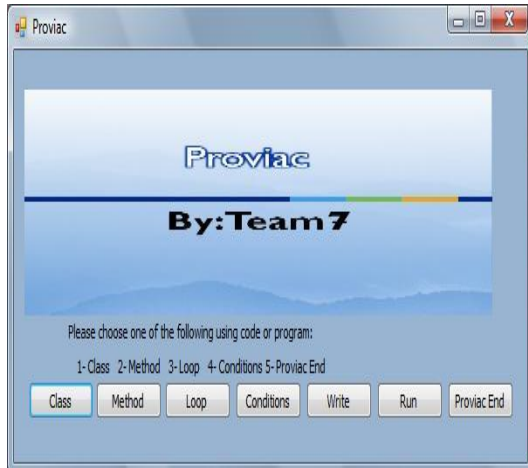 Proviac
Proviac
By:Team7
Please choose one of the following using code or program:
1- Class 2- Method 3- Loop 4- Conditions 5- Proviac End
Class Method Loop Conditions Write Run Proviac End